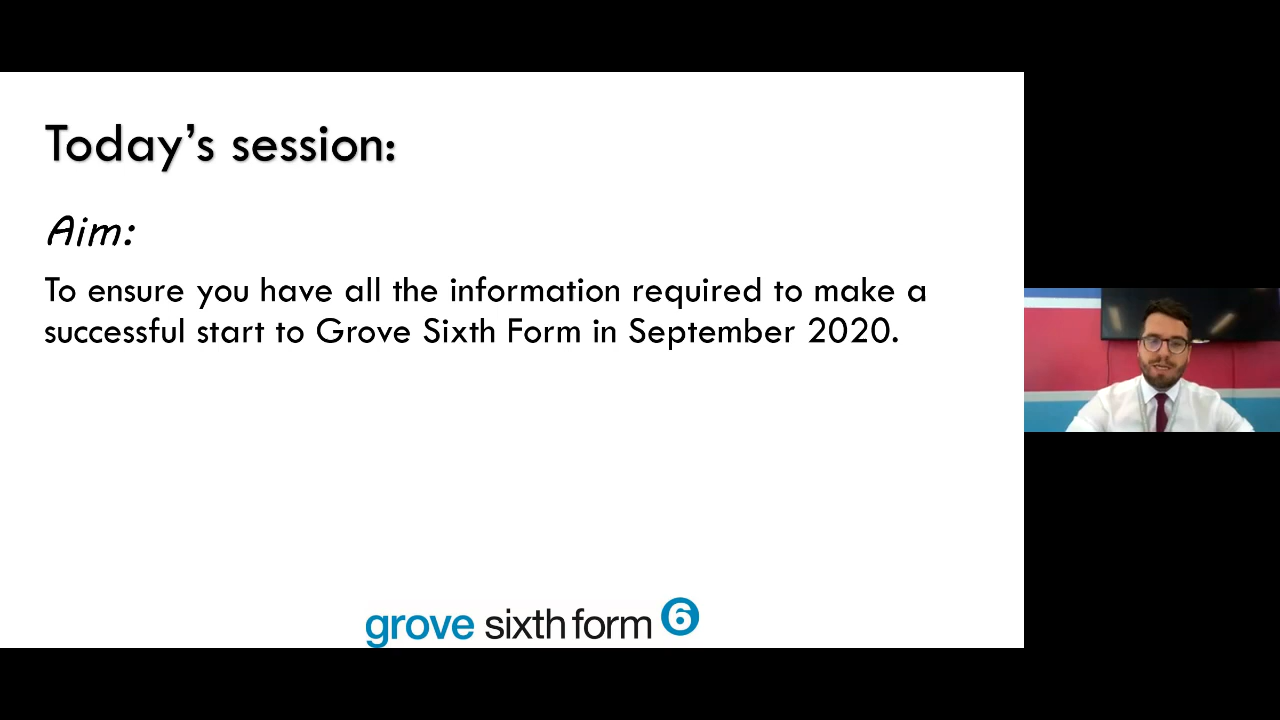 Today's session:
Aim:
To ensure you have all the information required to make a
successful start to Grove Sixth Form in September 2020.
grove sixth form 6